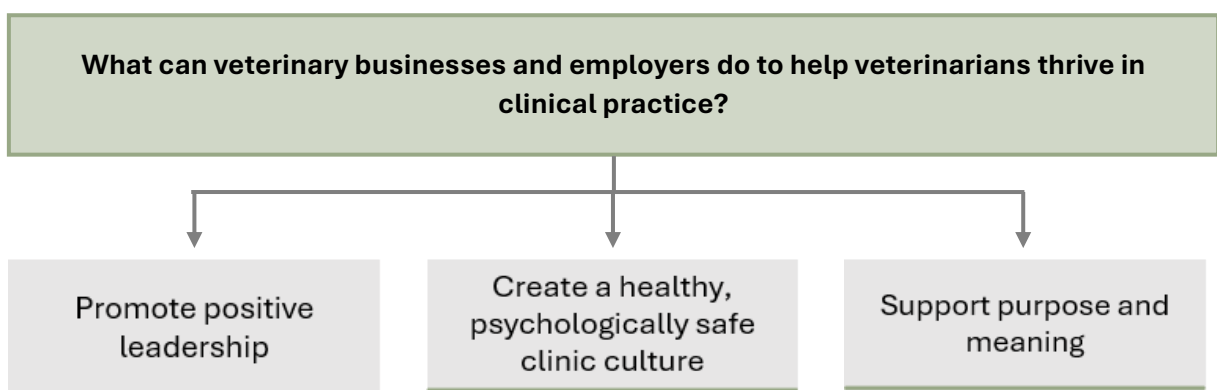 What can veterinary businesses and employers do to help veterinarians thrive in
clinical practice?
Promote positive
leadership
Create a healthy,
psychologically safe
clinic culture
Support purpose and
meaning